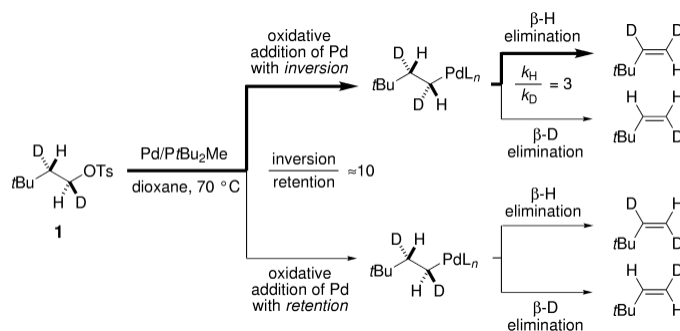 oxidative
addition of Pd
with inversion
D H
tBu
PdLn
D H
β-H
elimination
kH
kD
= 3
β-D
elimination
D D
tBu H
H H
tBu D
D H
OTs
tBu
H D
1
Pd/PtBu2Me
dioxane, 70 °C
inversion
retention
≈10
oxidative
addition of Pd
with retention
D H
tBu
PdLn
H D
β-H
elimination
β-D
elimination
D H
tBu D
H D
tBu H